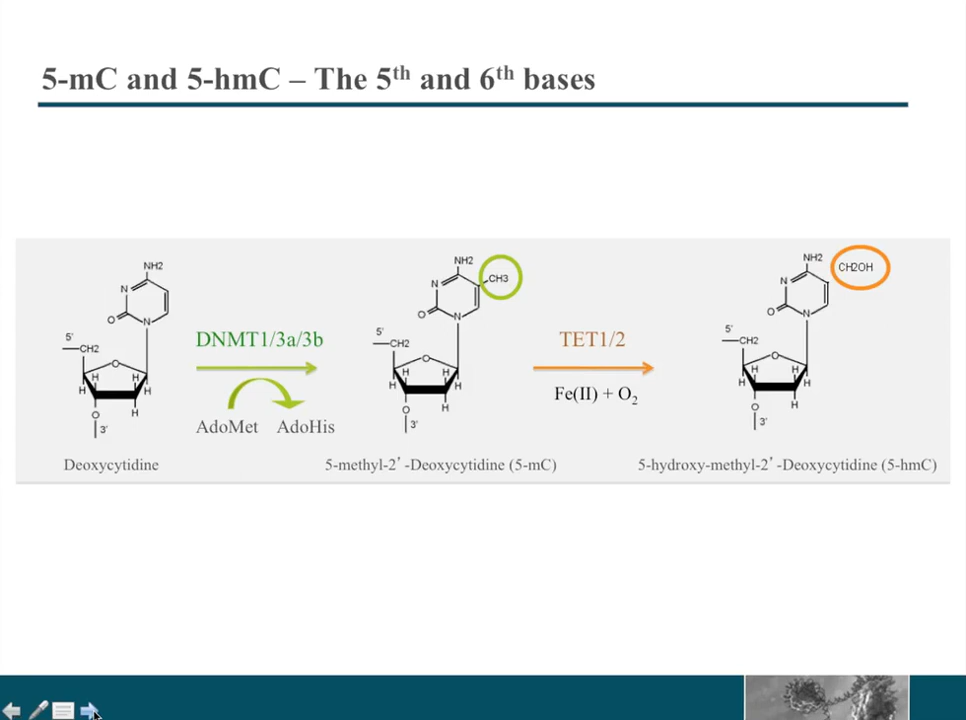 5-mC and 5-hmC – The 5th and 6th bases
NH2
N
O
N
5'
CH2
O
H
H
H
H
O
H
3'
Deoxycytidine
DNMT1/3a/3b
AdoMet AdoHis
NH2
CH3
N
O
N
5'
CH2
O
H
H
H
H
O
H
3'
5-methyl-2’-Deoxycytidine (5-mC)
TET1/2
Fe(II) + O2
NH2
CH2OH
N
O
N
5'
CH2
O
H
H
H
H
O
H
3'
5-hydroxy-methyl-2’-Deoxycytidine (5-hmC)